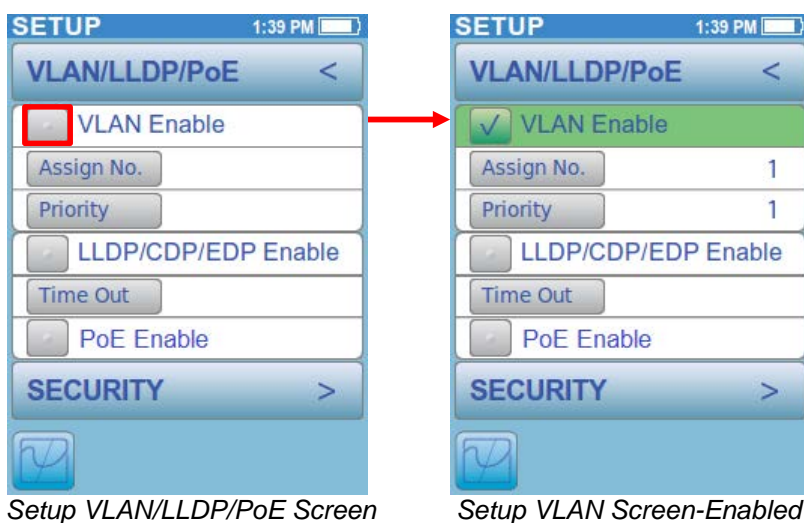 SETUP 1:39 PM
VLAN/LLDP/PoE <
VLAN Enable
Assign No.
Priority
LLDP/CDP/EDP Enable
Time Out
PoE Enable
SECURITY >
Setup VLAN/LLDP/PoE Screen
SETUP 1:39 PM
VLAN/LLDP/PoE <
VLAN Enable
Assign No. 1
Priority 1
LLDP/CDP/EDP Enable
Time Out
PoE Enable
SECURITY >
Setup VLAN Screen-Enabled